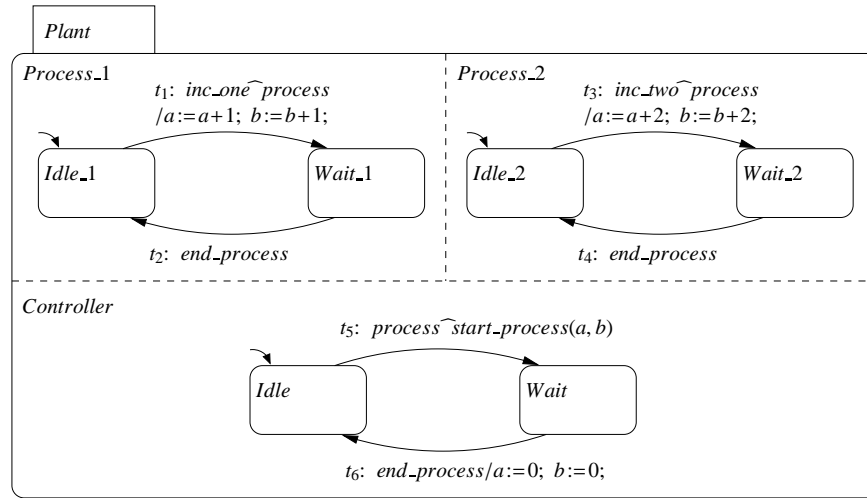 Plant
Process_1
t₁: inc_one⁀process
/a:=a+1; b:=b+1;
Idle_1
Wait_1
t₂: end_process
Process_2
t₃: inc_two⁀process
/a:=a+2; b:=b+2;
Idle_2
Wait_2
t₄: end_process
Controller
t₅: process⁀start_process(a, b)
Idle
Wait
t₆: end_process/a:=0; b:=0;